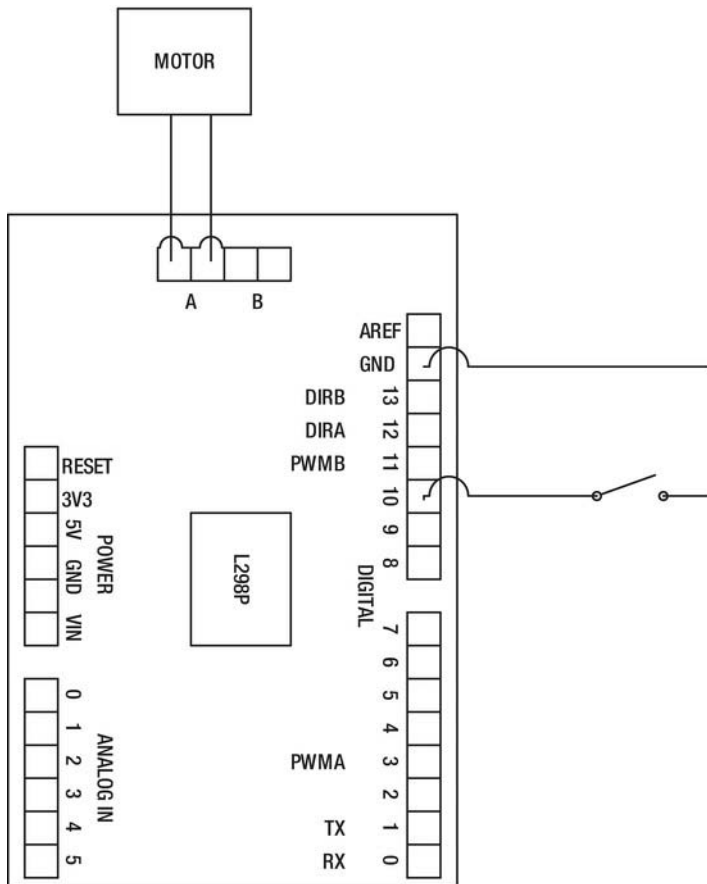 MOTOR
A B
AREF
GND
DIRB 13
DIRA 12
PWMB 11
10
9
8
DIGITAL
7
6
5
4
PWMA 3
2
TX 1
RX 0
RESET
3V3
5V
GND
VIN
POWER
L298P
0
1
2
3
4
5
ANALOG IN